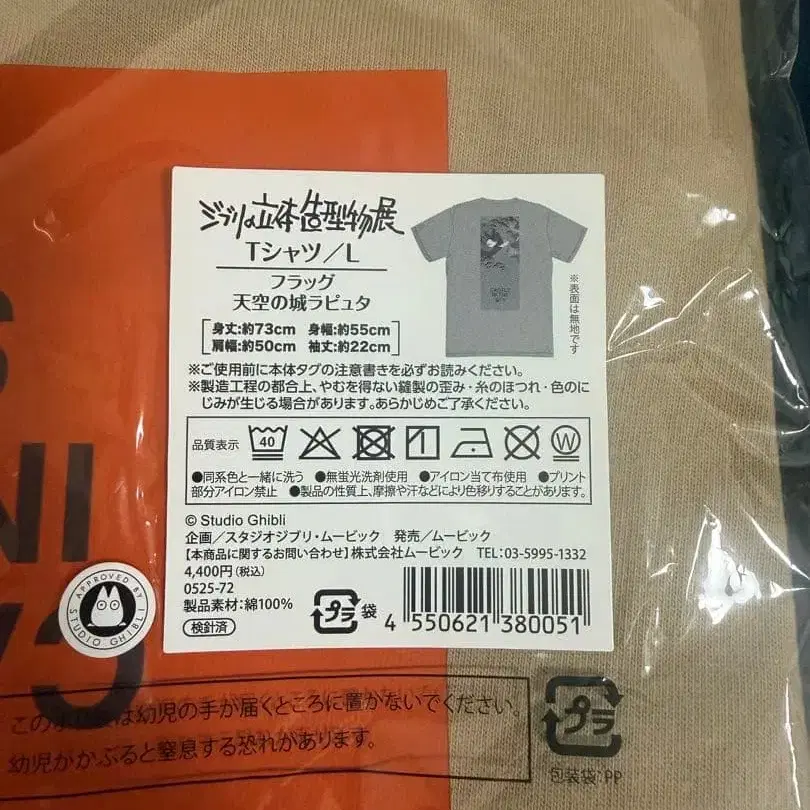 ジブリの立体造型物展
Tシャツ/L
フラッグ
天空の城ラピュタ
身丈:約73cm 身幅:約55cm
肩幅:約50cm 袖丈:約22cm
※表面は無地です
※ご使用前に本体タグの注意書きを必ずお読みください。
※製造工程の都合上、やむを得ない縫製の歪み・糸のほつれ・色のに
じみが生じる場合があります。あらかじめご了承ください。
品質表示
40
W
●同系色と一緒に洗う ●無蛍光洗剤使用 ●アイロン当て布使用 ●プリント
部分アイロン禁止 ●製品の性質上、摩擦や汗などにより色移りすることがあります。
© Studio Ghibli
企画/スタジオジブリ・ムービック 発売/ムービック
【本商品に関するお問い合わせ】株式会社ムービック TEL:03-5995-1332
4,400円(税込)
0525-72
製品素材:綿100%
検針済
プラ 袋
4 550621 380051
APPROVED BY
STUDIO GHIBLI
は幼児の手が届くところに置かないでください。
幼児がかぶると窒息する恐れがあります。
プラ
包装袋:PP